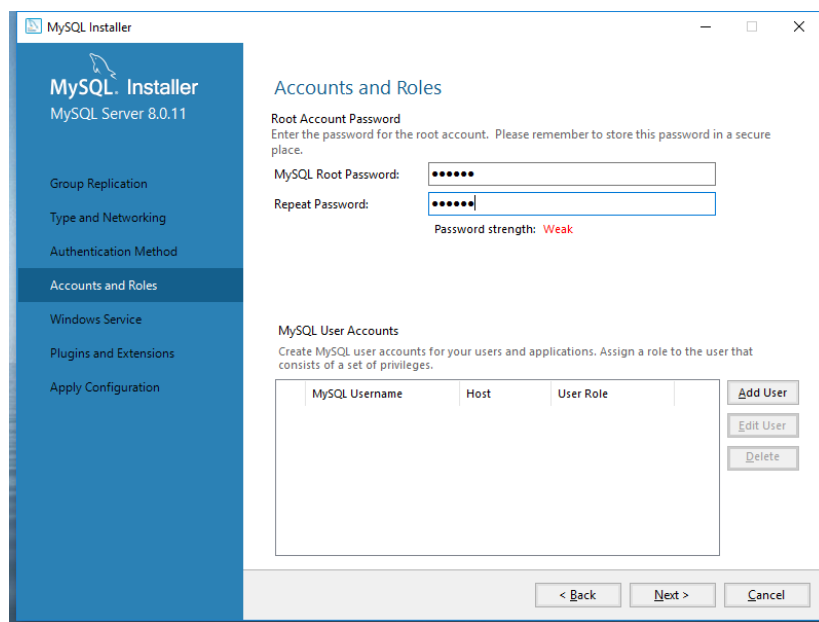 MySQL Installer
MySQL. Installer
MySQL Server 8.0.11
Group Replication
Type and Networking
Authentication Method
Accounts and Roles
Windows Service
Plugins and Extensions
Apply Configuration
Accounts and Roles
Root Account Password
Enter the password for the root account. Please remember to store this password in a secure
place.
MySQL Root Password: ●●●●●●
Repeat Password: ●●●●●●
Password strength: Weak
MySQL User Accounts
Create MySQL user accounts for your users and applications. Assign a role to the user that
consists of a set of privileges.
MySQL Username Host User Role
Add User
Edit User
Delete
< Back Next > Cancel